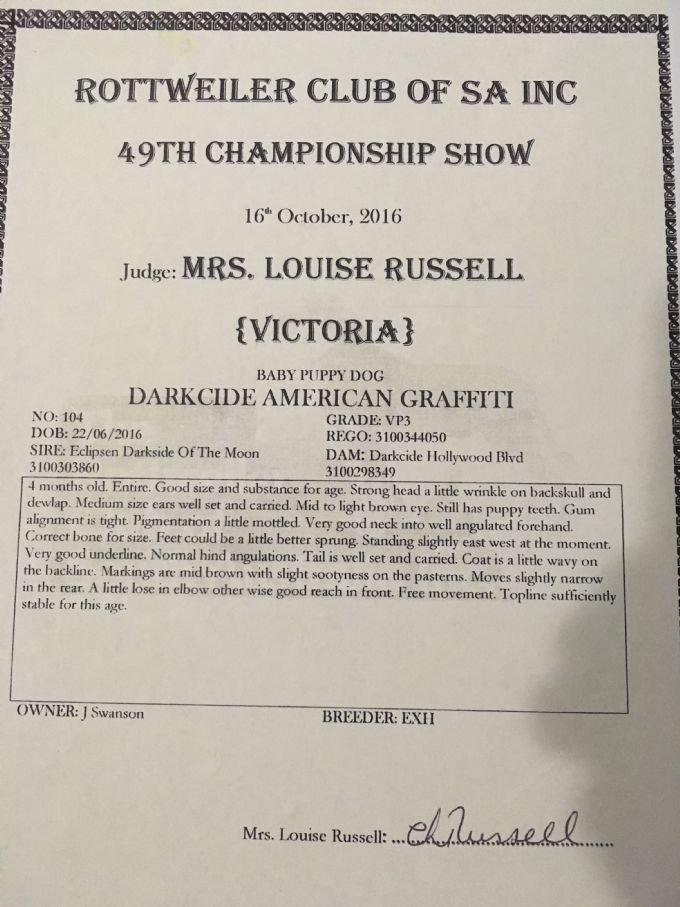 ROTTWEILER CLUB OF SA INC
49TH CHAMPIONSHIP SHOW
16th October, 2016
Judge: MRS. LOUISE RUSSELL
{VICTORIA}
BABY PUPPY DOG
DARKCIDE AMERICAN GRAFFITI
NO: 104 GRADE: VP3
DOB: 22/06/2016 REGO: 3100344050
SIRE: Eclipsen Darkside Of The Moon DAM: Darkcide Hollywood Blvd
3100303860 3100298349
4 months old. Entire. Good size and substance for age. Strong head a little wrinkle on backskull and
dewlap. Medium size ears well set and carried. Mid to light brown eye. Still has puppy teeth. Gum
alignment is tight. Pigmentation a little mottled. Very good neck into well angulated forehand.
Correct bone for size. Feet could be a little better sprung. Standing slightly east west at the moment.
Very good underline. Normal hind angulations. Tail is well set and carried. Coat is a little wavy on
the backline. Markings are mid brown with slight sootyness on the pasterns. Moves slightly narrow
in the rear. A little lose in elbow other wise good reach in front. Free movement. Topline sufficiently
stable for this age.
OWNER: J Swanson BREEDER: EXH
Mrs. Louise Russell: ...EL Russell.......